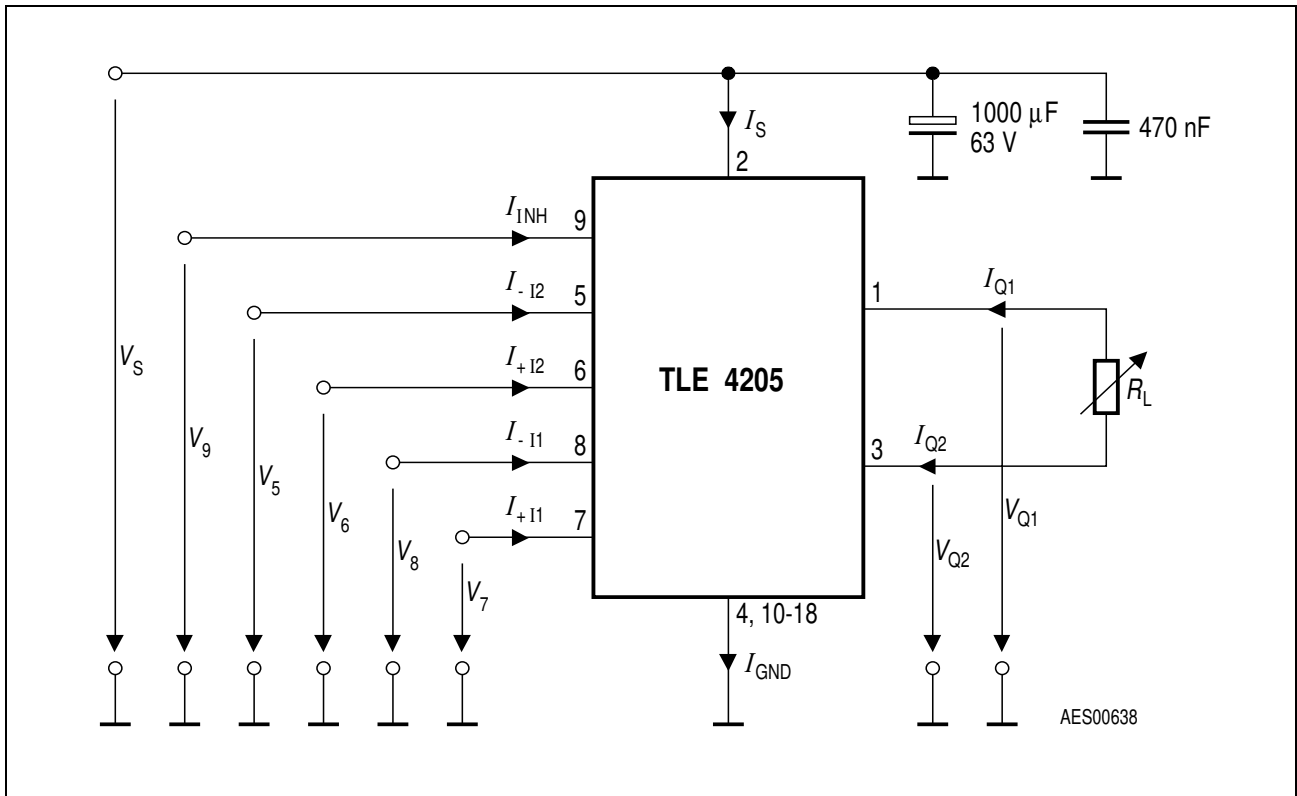 1000 μF
63 V
470 nF
I_S
2
I_INH
9
I_- I2
5
I_+ I2
6
I_- I1
8
I_+ I1
7
TLE 4205
1
I_Q1
R_L
3
I_Q2
V_S
V_9
V_5
V_6
V_8
V_7
V_Q2
V_Q1
4, 10-18
I_GND
AES00638